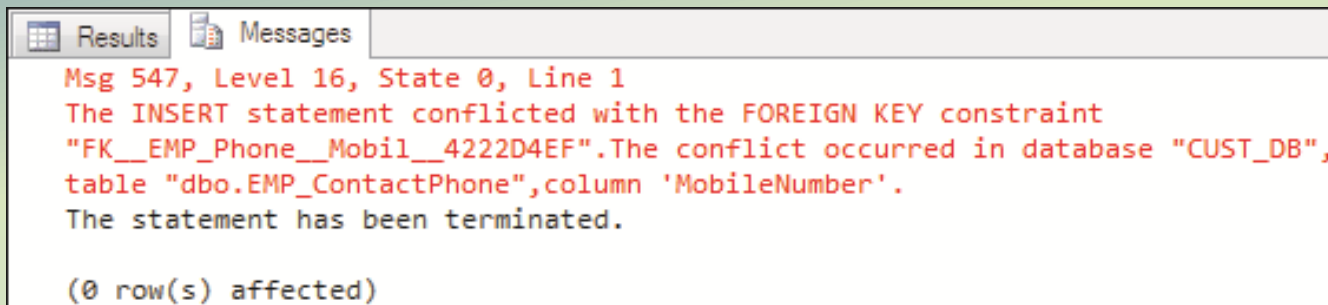 Results Messages
Msg 547, Level 16, State 0, Line 1
The INSERT statement conflicted with the FOREIGN KEY constraint
"FK__EMP_Phone__Mobil__4222D4EF".The conflict occurred in database "CUST_DB",
table "dbo.EMP_ContactPhone",column 'MobileNumber'.
The statement has been terminated.
(0 row(s) affected)